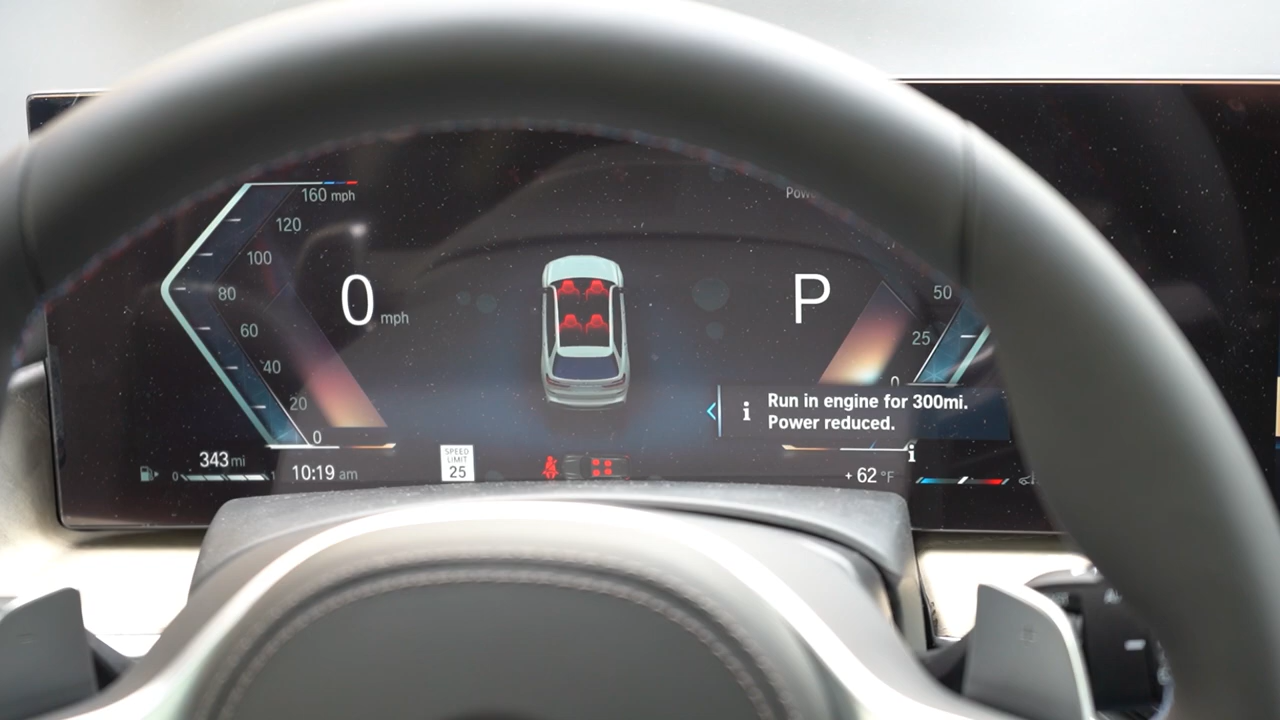 160 mph
120
100
80
60
40
20
0
0 mph
P
50
25
0
Run in engine for 300mi.
Power reduced.
343 mi
0
10:19 am
SPEED
LIMIT
25
+ 62 °F